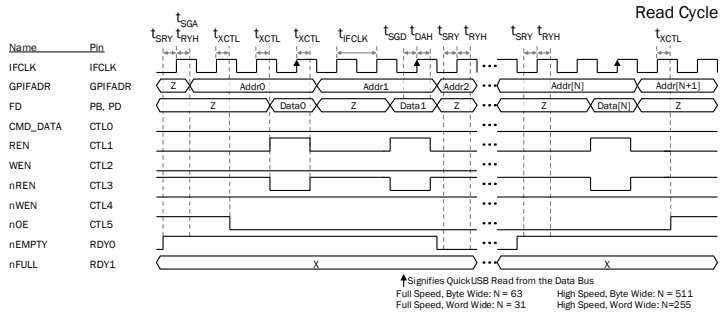 Read Cycle
tSGA
tSRY tRYH tXCTL tXCTL tXCTL tIFCLK tSGD tDAH tSRY tRYH tSRY tRYH tXCTL
Name Pin
IFCLK IFCLK
GPIFADR GPIFADR Z Addr0 Addr1 Addr2 Addr[N] Addr[N+1]
FD PB, PD Z Data0 Z Data1 Z Z Data[N] Z
CMD_DATA CTL0
REN CTL1
WEN CTL2
nREN CTL3
nWEN CTL4
nOE CTL5
nEMPTY RDY0
nFULL RDY1 X X
Signifies QuickUSB Read from the Data Bus
Full Speed, Byte Wide: N = 63 High Speed, Byte Wide: N = 511
Full Speed, Word Wide: N = 31 High Speed, Word Wide: N=255